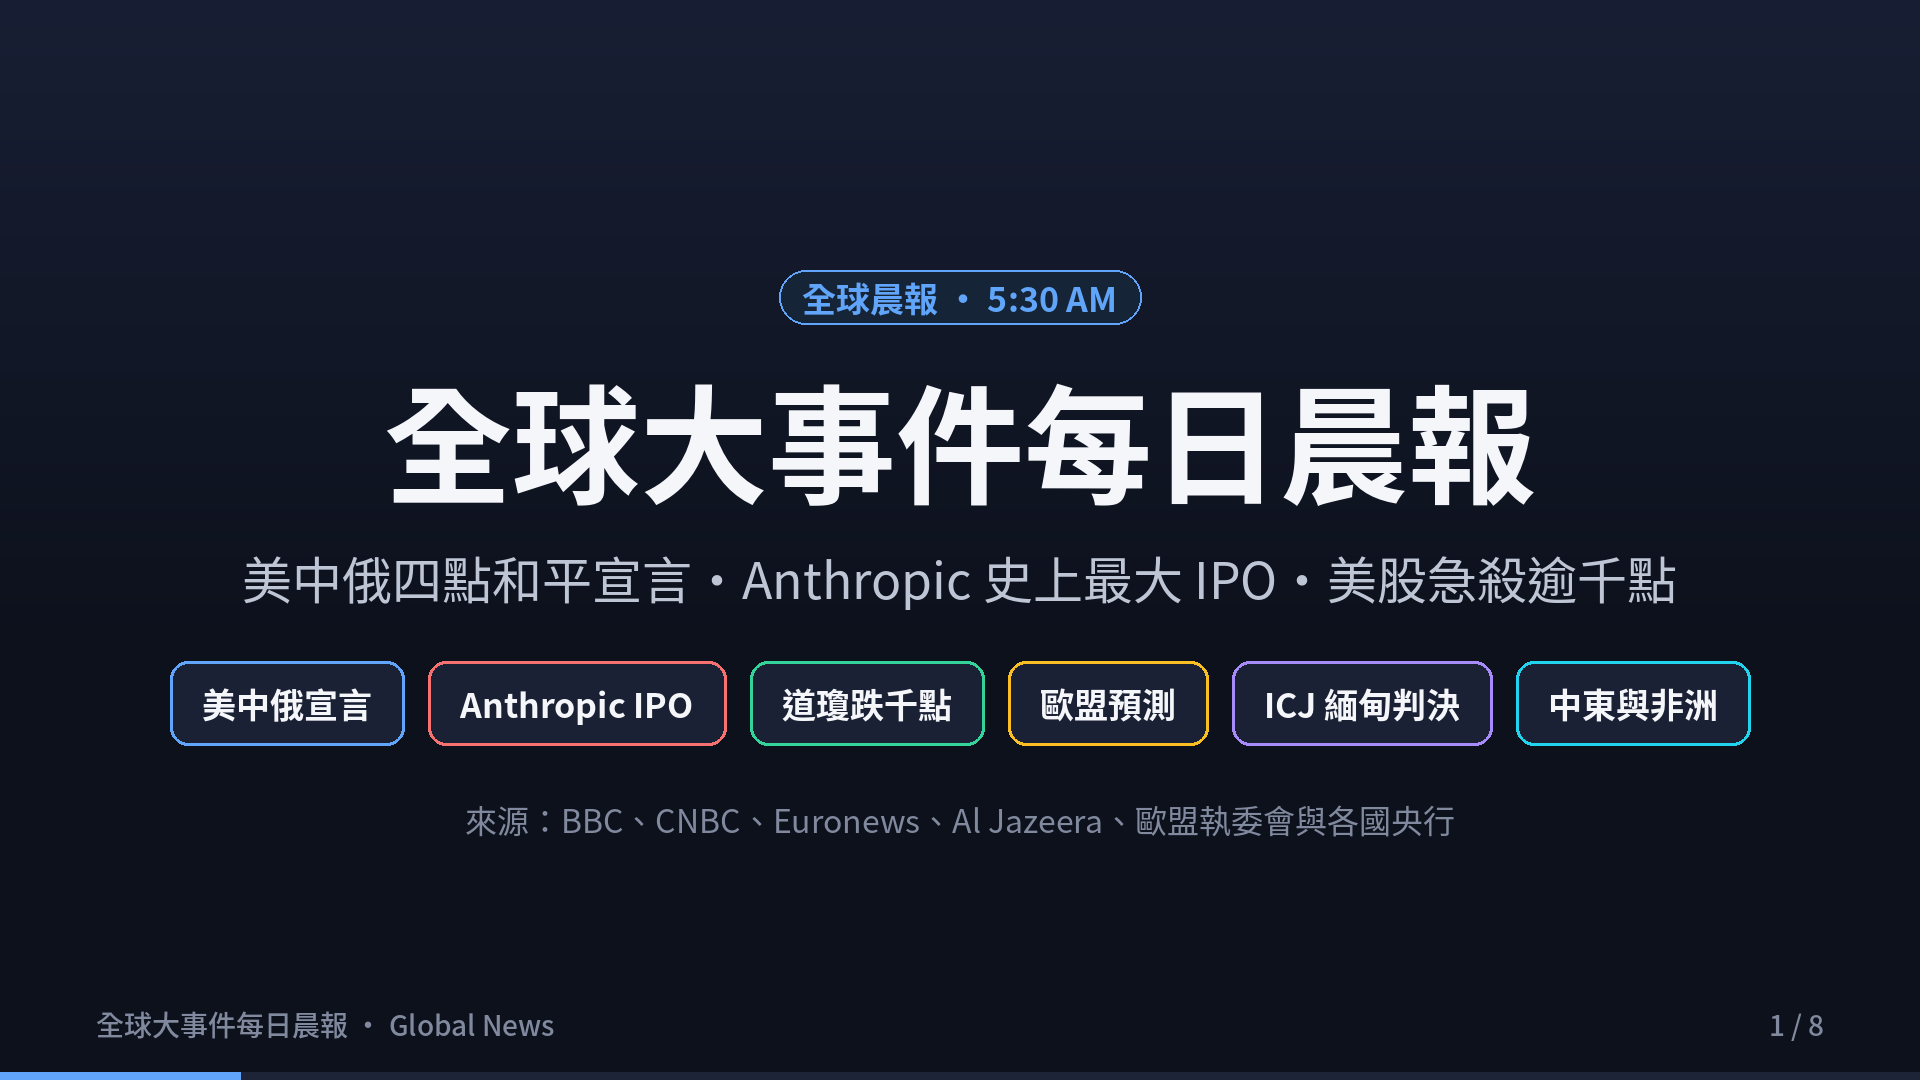 全球晨報 • 5:30 AM
全球大事件每日晨報
美中俄四點和平宣言・Anthropic 史上最大 IPO・美股急殺逾千點
美中俄宣言
Anthropic IPO
道瓊跌千點
歐盟預測
ICJ 緬甸判決
中東與非洲
來源：BBC、CNBC、Euronews、Al Jazeera、歐盟執委會與各國央行
全球大事件每日晨報 • Global News
1 / 8